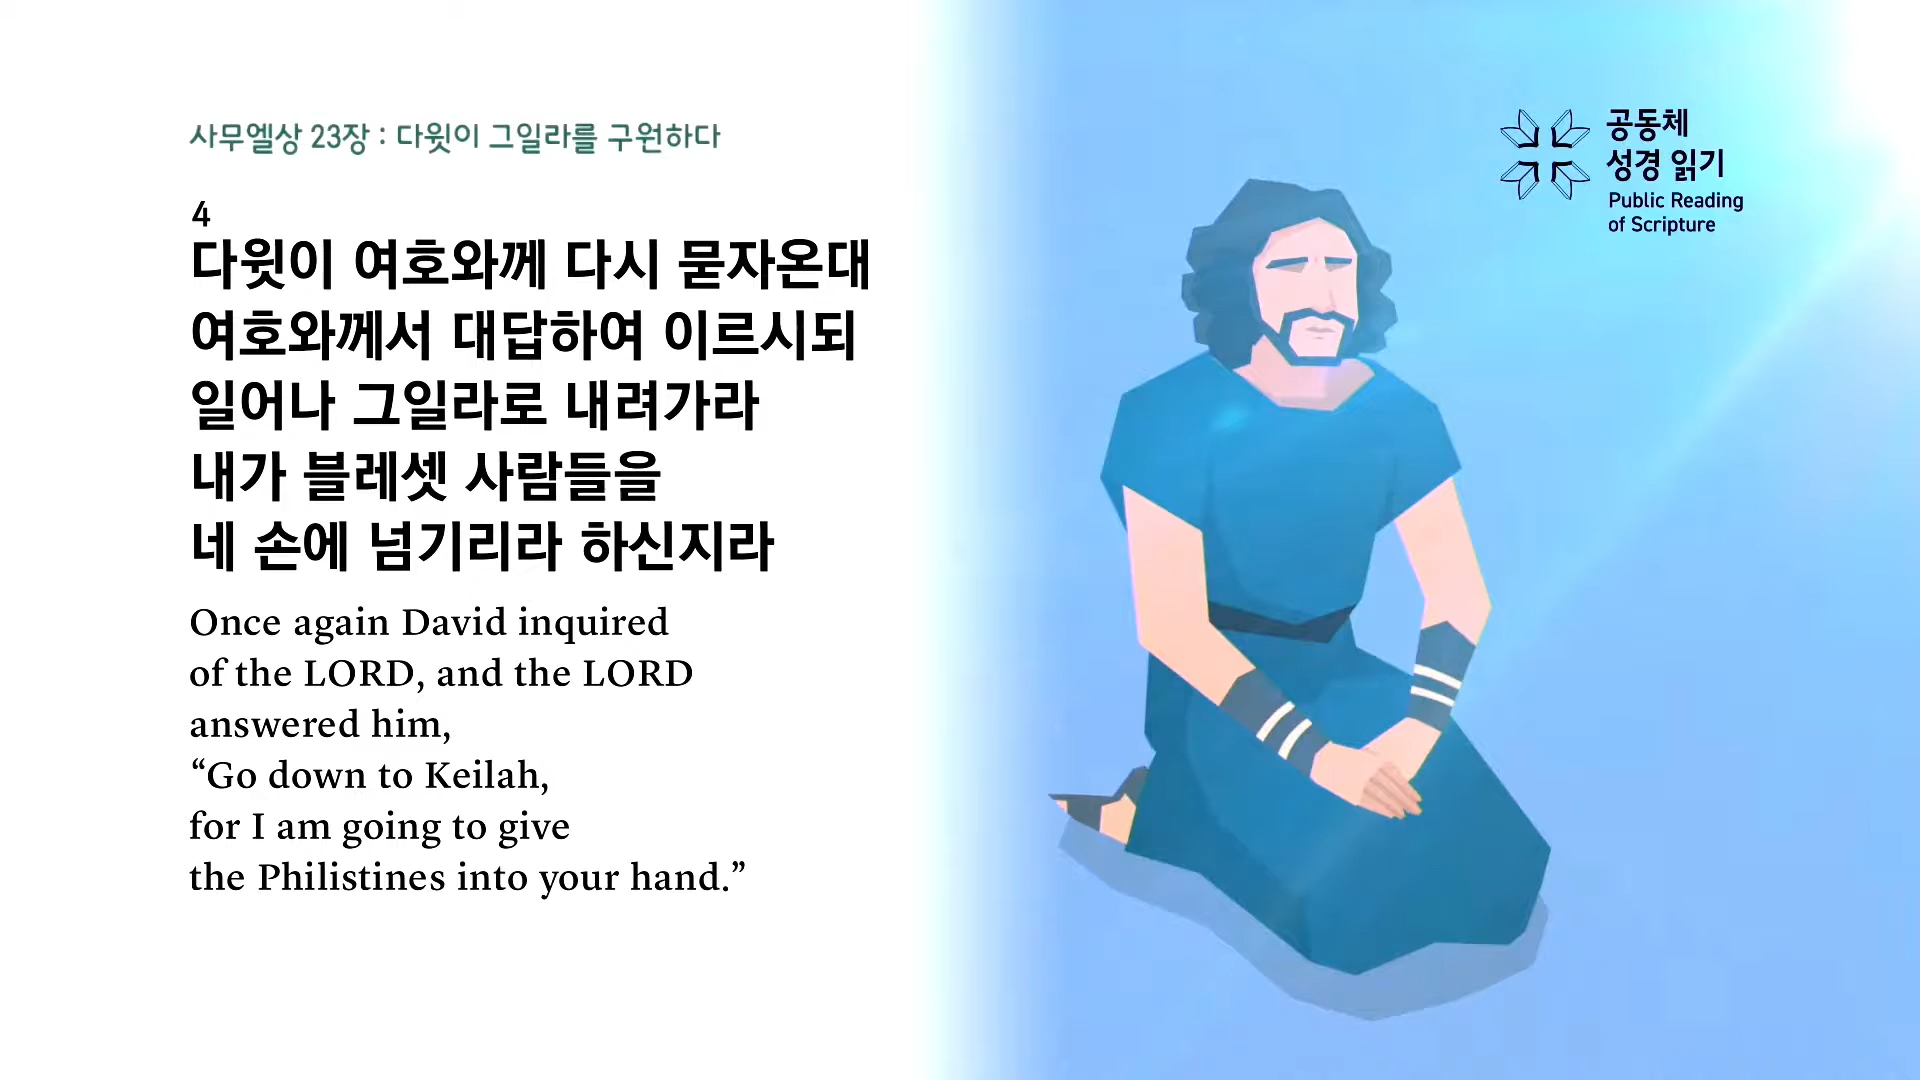 사무엘상 23장 : 다윗이 그일라를 구원하다
4
다윗이 여호와께 다시 묻자온대
여호와께서 대답하여 이르시되
일어나 그일라로 내려가라
내가 블레셋 사람들을
네 손에 넘기리라 하신지라
Once again David inquired
of the LORD, and the LORD
answered him,
“Go down to Keilah,
for I am going to give
the Philistines into your hand.”
공동체
성경 읽기
Public Reading
of Scripture